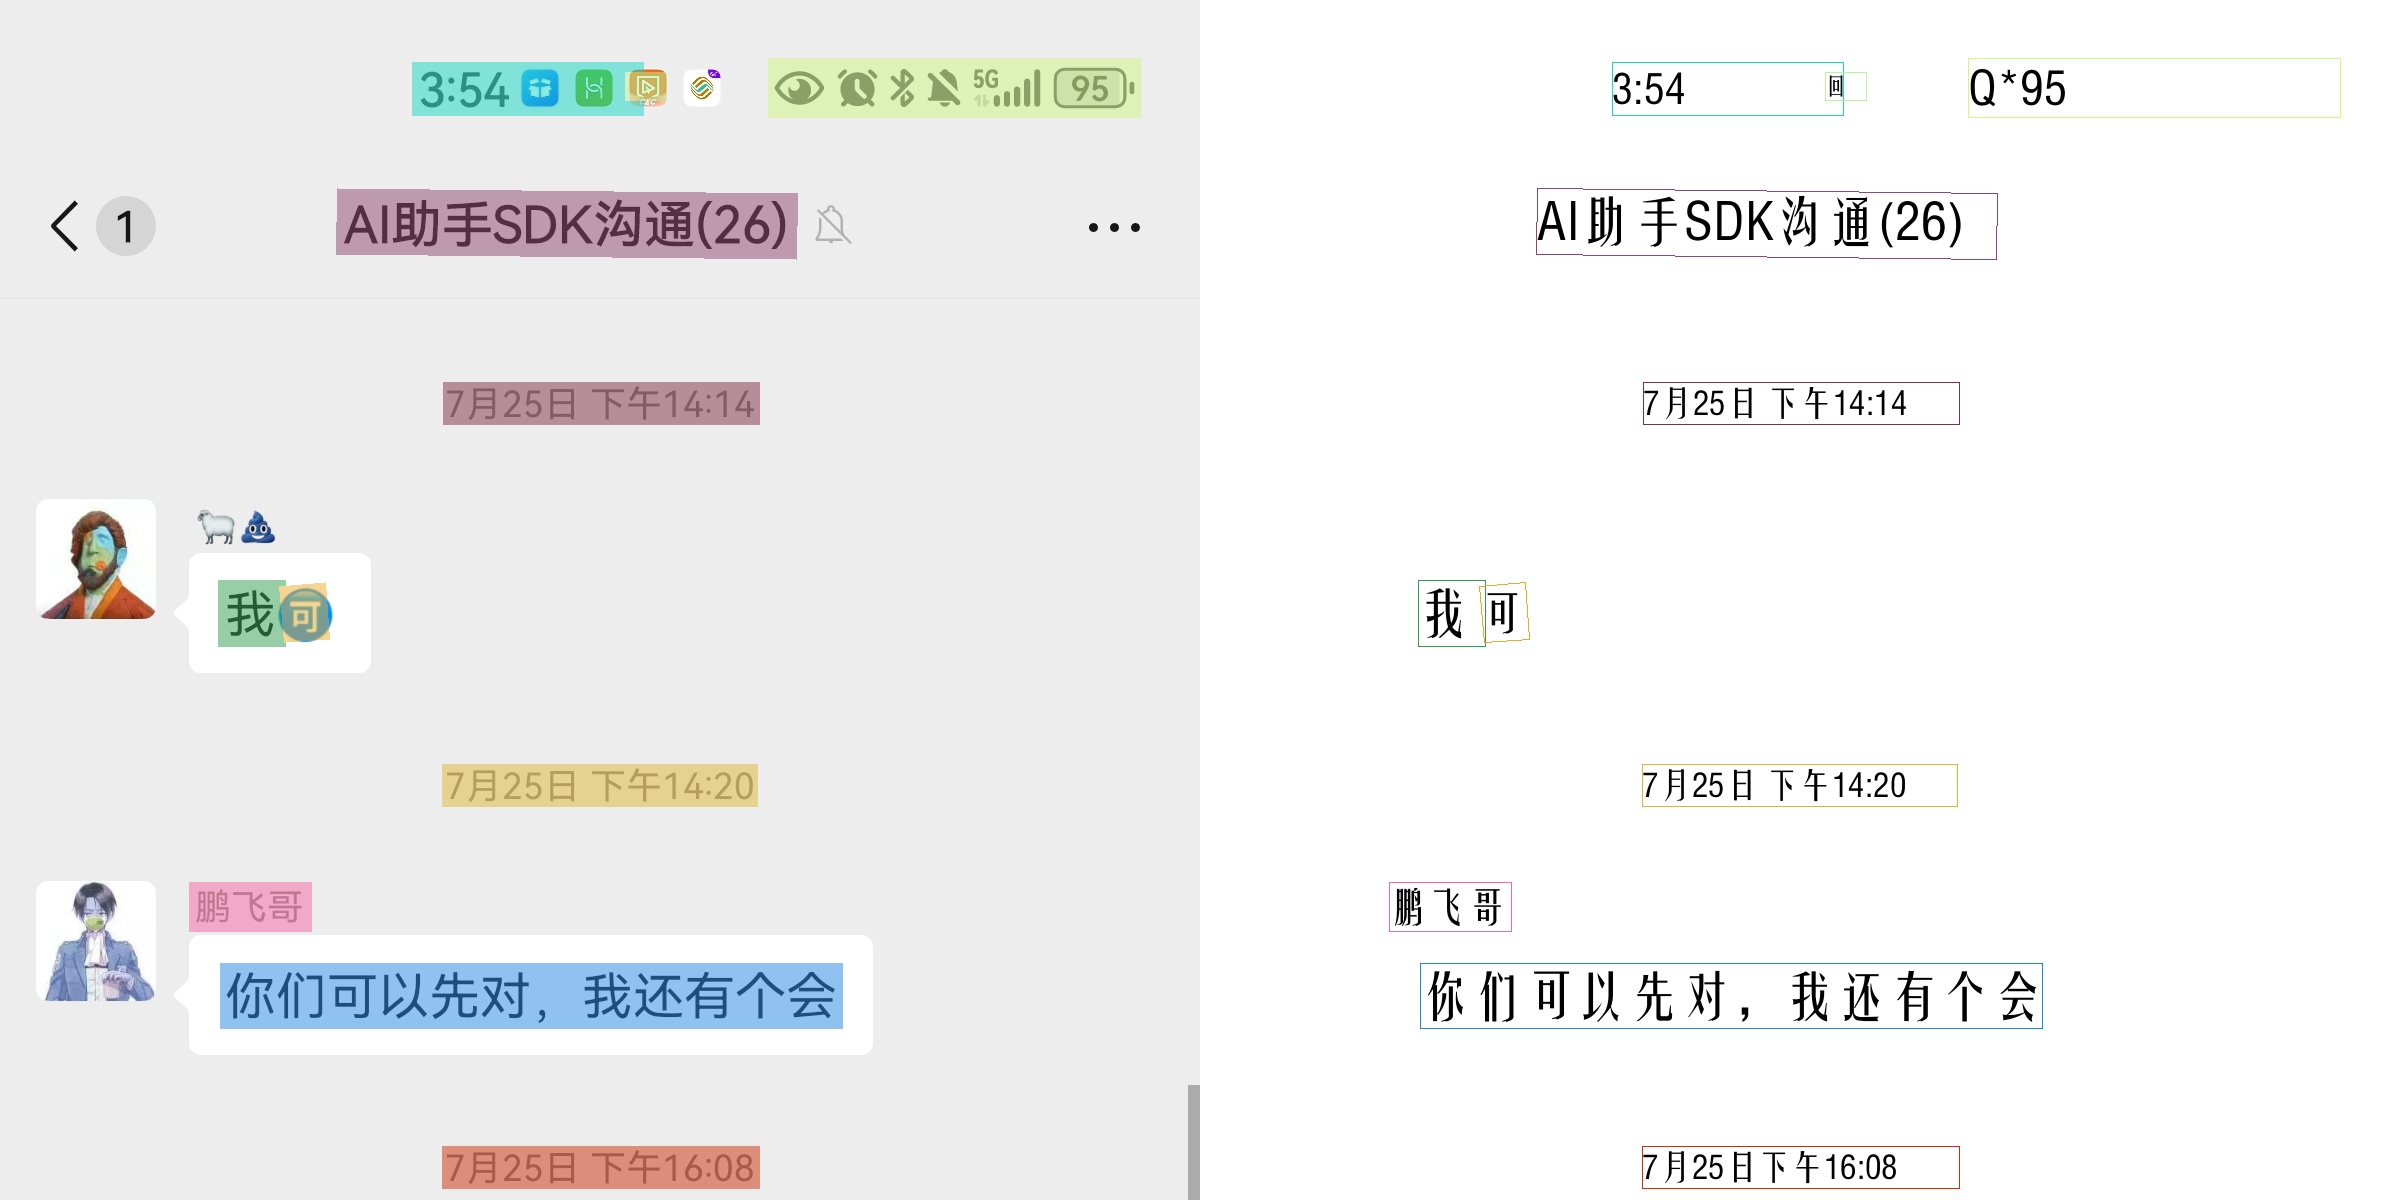 3:54 CBC 5G 95 3:54 回 Q*95
1 AI助手SDK沟通(26) AI助手SDK沟通(26)
7月25日 下午14:14 7月25日 下午14:14
我可 我 可
7月25日 下午14:20 7月25日 下午14:20
鹏飞哥 鹏飞哥
你们可以先对，我还有个会 你们可以先对，我还有个会
7月25日 下午16:08 7月25日下午16:08